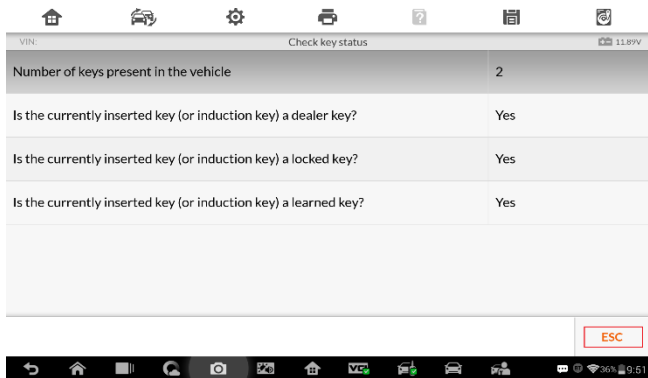 VIN: Check key status 11.89V
Number of keys present in the vehicle 2
Is the currently inserted key (or induction key) a dealer key? Yes
Is the currently inserted key (or induction key) a locked key? Yes
Is the currently inserted key (or induction key) a learned key? Yes
ESC
VCI 36% 9:51